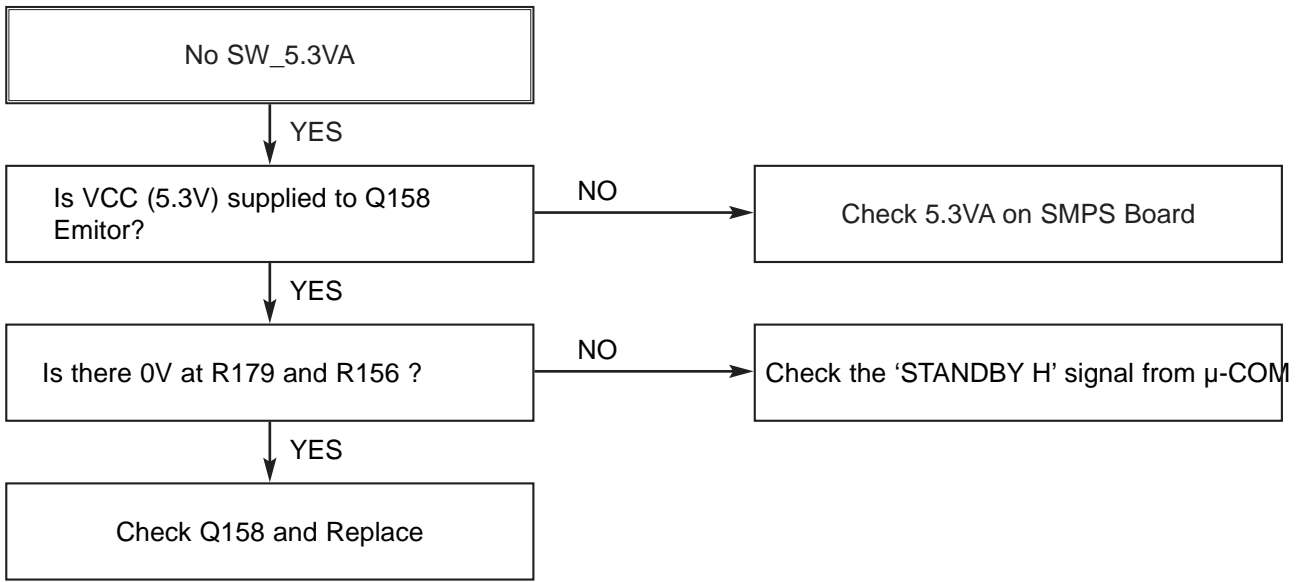 No SW_5.3VA
YES
Is VCC (5.3V) supplied to Q158
Emitor?
NO
Check 5.3VA on SMPS Board
YES
Is there 0V at R179 and R156 ?
NO
Check the ‘STANDBY H’ signal from µ-COM
YES
Check Q158 and Replace